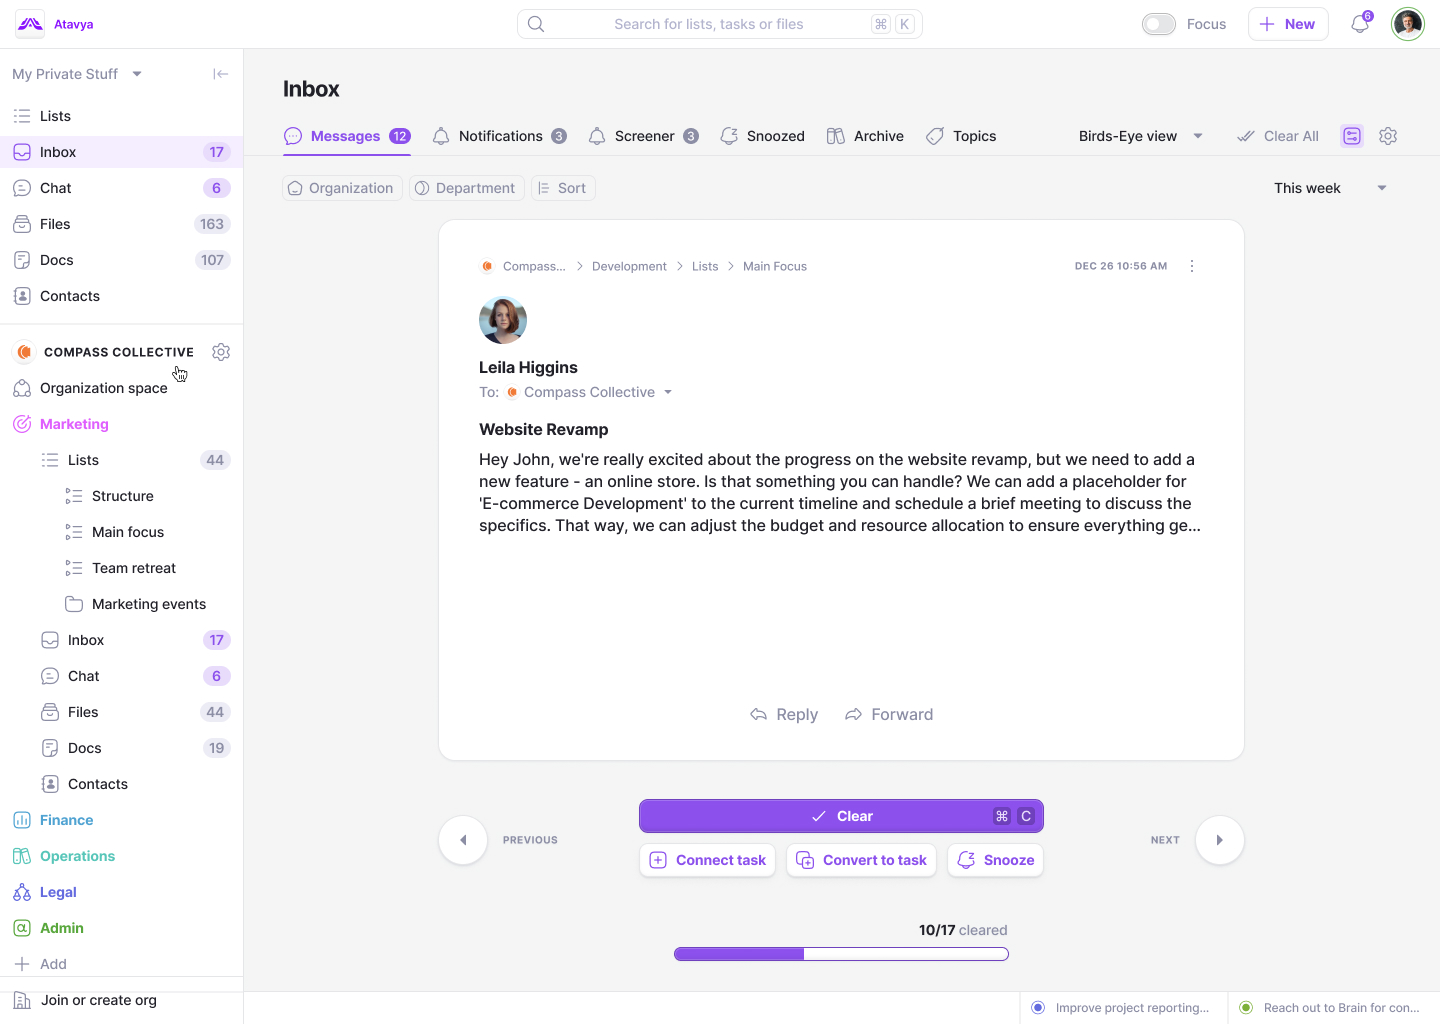 Atavya
Search for lists, tasks or files
⌘ K
Focus
New
6
My Private Stuff
Lists
Inbox 17
Chat 6
Files 163
Docs 107
Contacts
COMPASS COLLECTIVE
Organization space
Marketing
Lists 44
Structure
Main focus
Team retreat
Marketing events
Inbox 17
Chat 6
Files 44
Docs 19
Contacts
Finance
Operations
Legal
Admin
Add
Join or create org
Inbox
Messages 12
Notifications 3
Screener 3
Snoozed
Archive
Topics
Birds-Eye view
Clear All
Organization
Department
Sort
This week
Compass... > Development > Lists > Main Focus
DEC 26 10:56 AM
Leila Higgins
To: Compass Collective
Website Revamp
Hey John, we're really excited about the progress on the website revamp, but we need to add a
new feature - an online store. Is that something you can handle? We can add a placeholder for
'E-commerce Development' to the current timeline and schedule a brief meeting to discuss the
specifics. That way, we can adjust the budget and resource allocation to ensure everything ge...
Reply
Forward
PREVIOUS
Clear ⌘ C
Connect task
Convert to task
Snooze
NEXT
10/17 cleared
Improve project reporting...
Reach out to Brain for con...